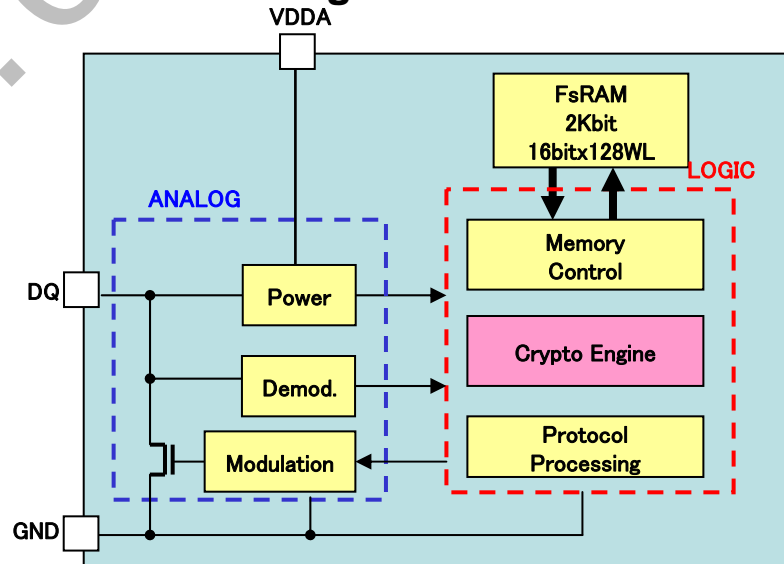 VDDA
FsRAM
2Kbit
16bitx128WL
LOGIC
ANALOG
Memory
Control
DQ
Power
Crypto Engine
Demod.
Protocol
Processing
Modulation
GND